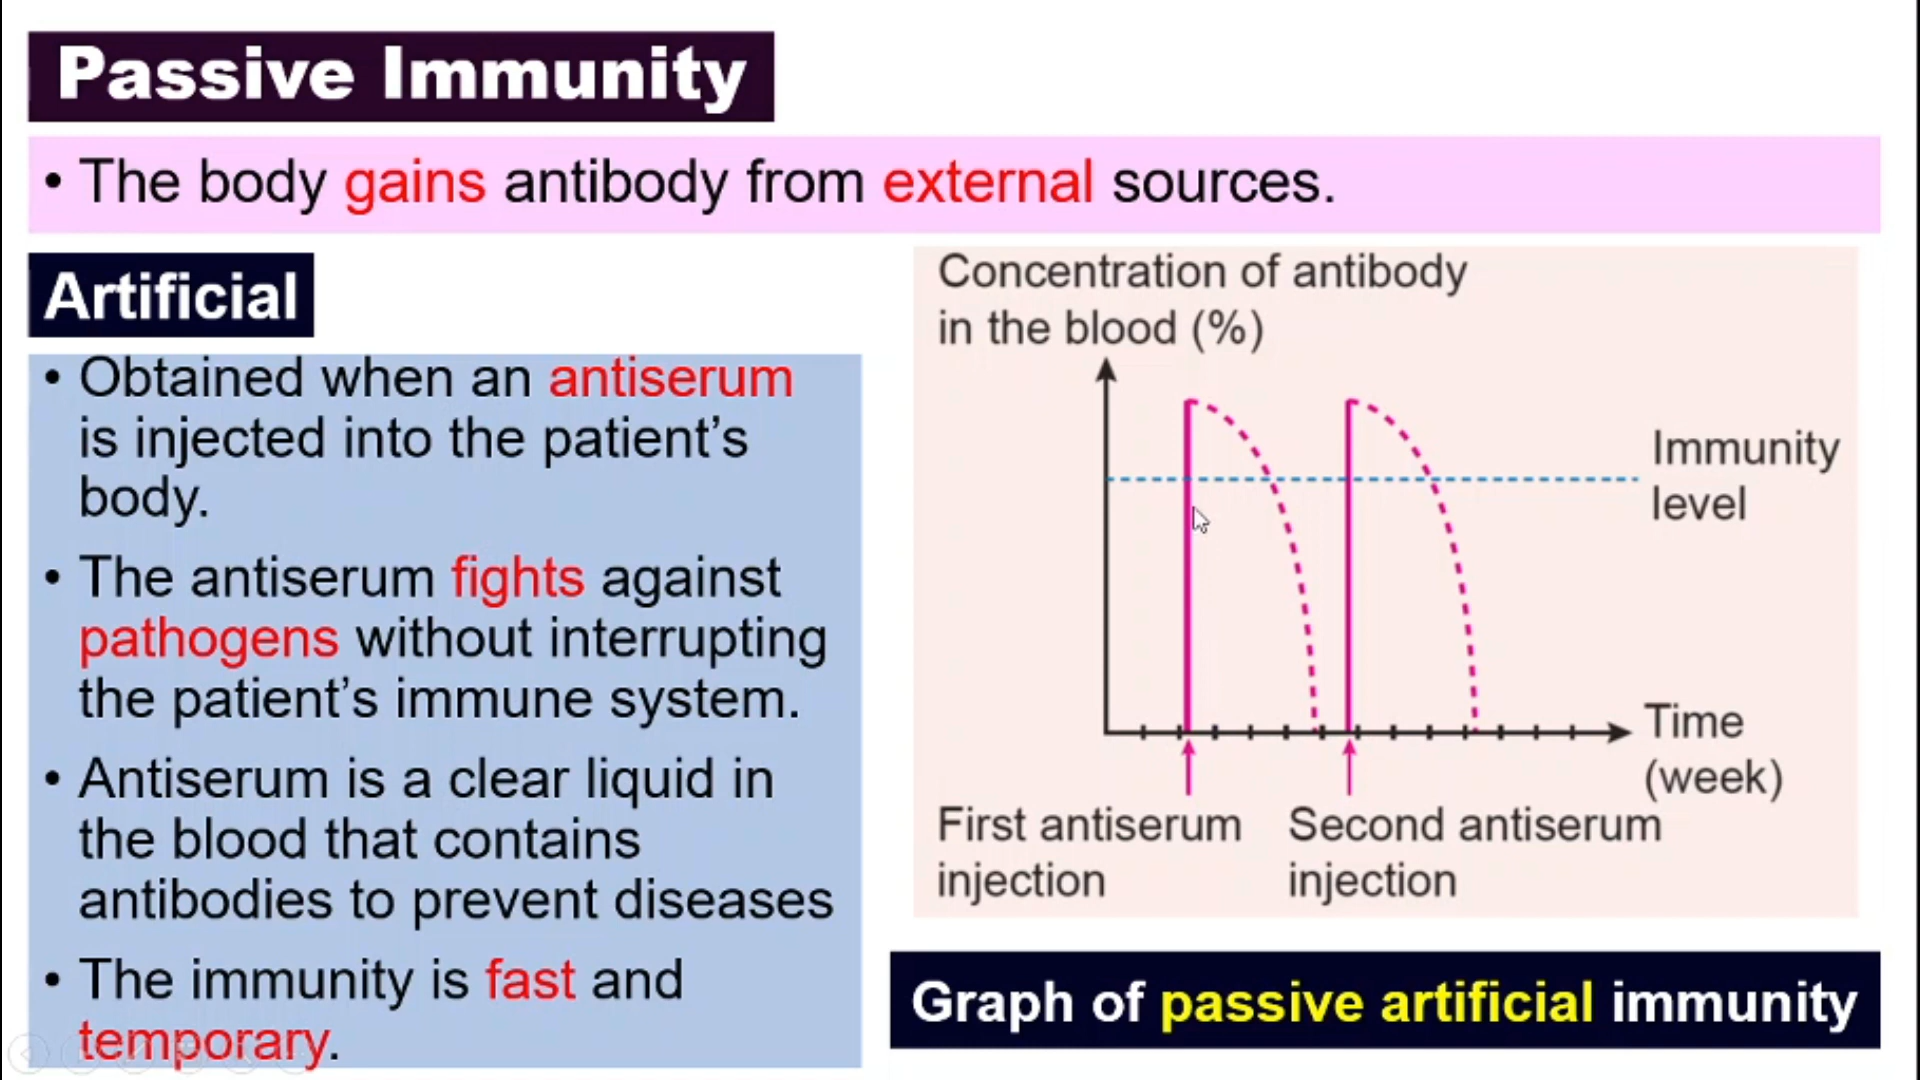 Passive Immunity
• The body gains antibody from external sources.
Artificial
• Obtained when an antiserum
is injected into the patient's
body.
• The antiserum fights against
pathogens without interrupting
the patient's immune system.
• Antiserum is a clear liquid in
the blood that contains
antibodies to prevent diseases
• The immunity is fast and
temporary.
Concentration of antibody
in the blood (%)
Immunity
level
Time
(week)
First antiserum
injection
Second antiserum
injection
Graph of passive artificial immunity